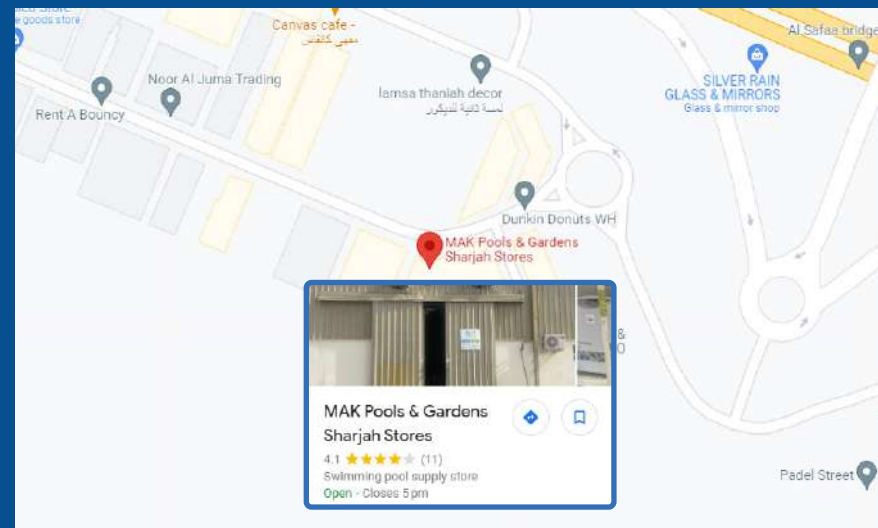 e goods store
Canvas cafe -
مقهى كانفاس
Al Safaa bridge
Noor Al Juma Trading
Rent A Bouncy
lamsa thaniah decor
لمسة ثانية للديكور
SILVER RAIN
GLASS & MIRRORS
Glass & mirror shop
Dunkin Donuts WH
MAK Pools & Gardens
Sharjah Stores
&
O
MAK Pools & Gardens
Sharjah Stores
4.1 (11)
Swimming pool supply store
Open - Closes 5 pm
Padel Street